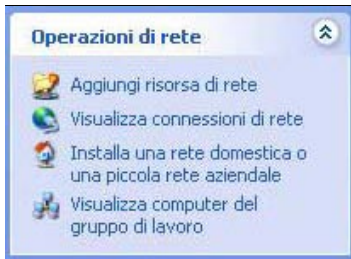 Operazioni di rete
Aggiungi risorsa di rete
Visualizza connessioni di rete
Installa una rete domestica o
una piccola rete aziendale
Visualizza computer del
gruppo di lavoro